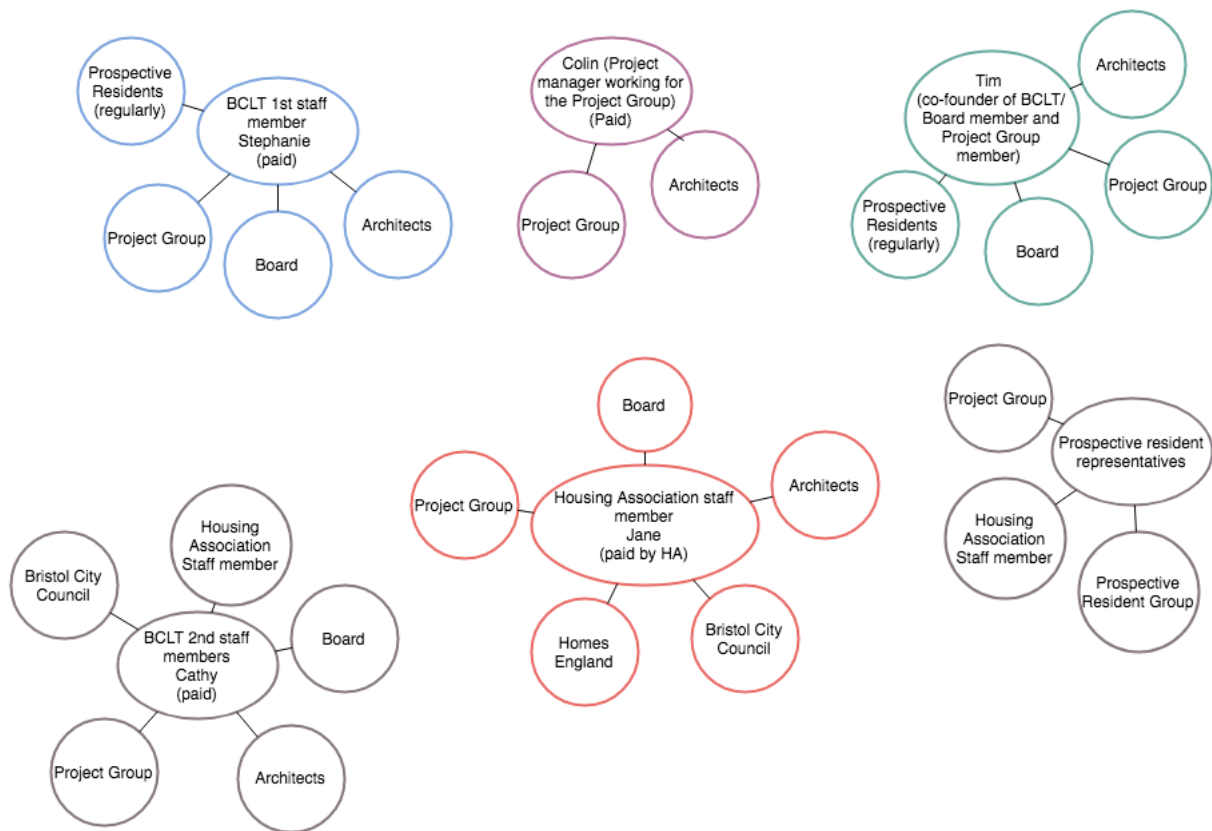 Prospective
Residents
(regularly)
BCLT 1st staff
member
Stephanie
(paid)
Project Group
Board
Architects
Colin (Project
manager working for
the Project Group)
(Paid)
Project Group
Architects
Tim
(co-founder of BCLT/
Board member and
Project Group
member)
Architects
Project Group
Board
Prospective
Residents
(regularly)
Bristol City
Council
Housing
Association
Staff member
BCLT 2nd staff
members
Cathy
(paid)
Board
Project Group
Architects
Board
Project Group
Housing Association staff
member
Jane
(paid by HA)
Architects
Homes
England
Bristol City
Council
Project Group
Prospective resident
representatives
Housing
Association
Staff member
Prospective
Resident Group